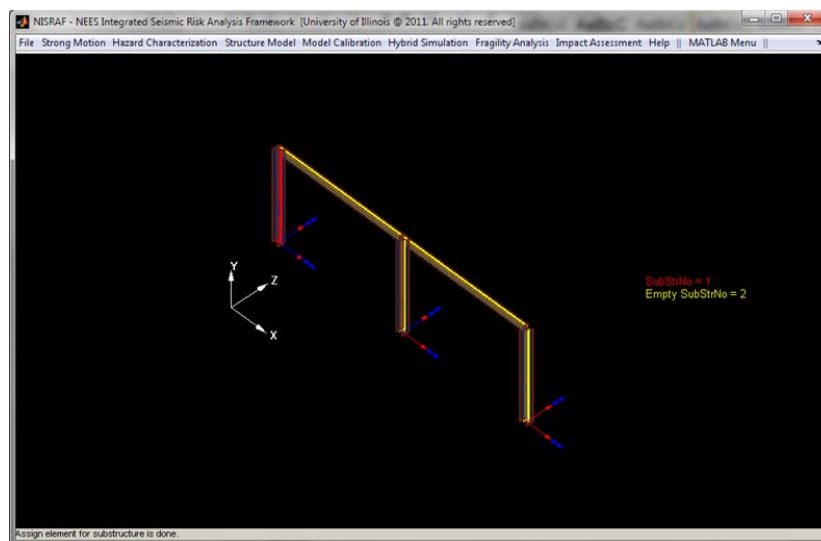 NISRAF - NEES Integrated Seismic Risk Analysis Framework [University of Illinois @ 2011. All rights reserved]
File Strong Motion Hazard Characterization Structure Model Model Calibration Hybrid Simulation Fragility Analysis Impact Assessment Help || MATLAB Menu ||
Y
Z
X
SubStrNo = 1
Empty SubStrNo = 2
Assign element for substructure is done.